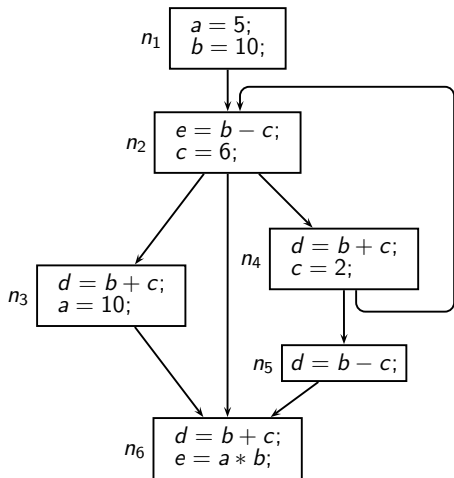 n1
a = 5;
b = 10;
n2
e = b − c;
c = 6;
n4
d = b + c;
c = 2;
n3
d = b + c;
a = 10;
n5
d = b − c;
n6
d = b + c;
e = a ∗ b;